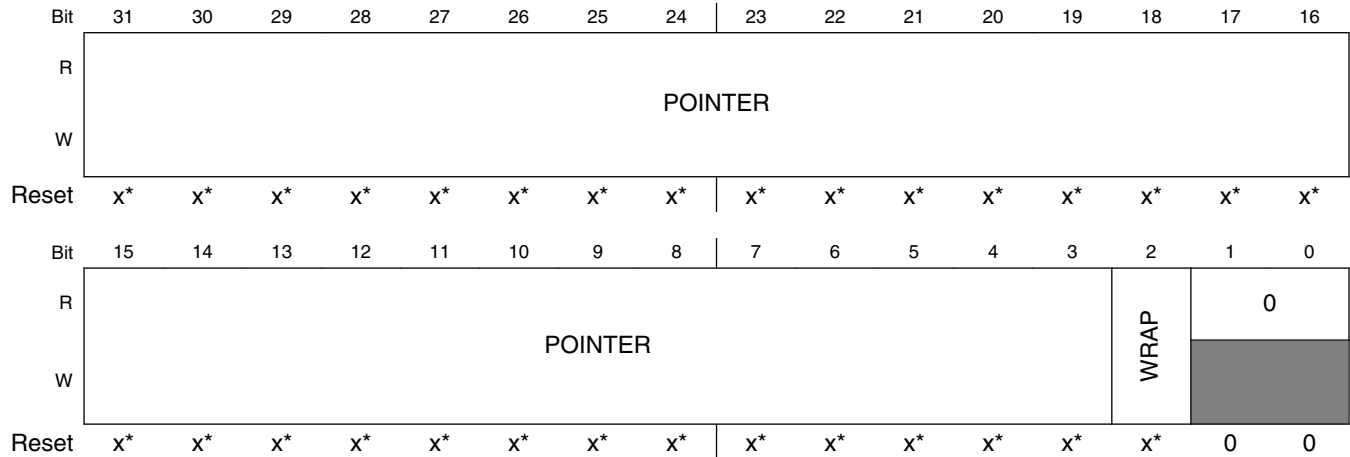 Bit 31 30 29 28 27 26 25 24 23 22 21 20 19 18 17 16
R
POINTER
W
Reset x* x* x* x* x* x* x* x* x* x* x* x* x* x* x* x*
Bit 15 14 13 12 11 10 9 8 7 6 5 4 3 2 1 0
R 0
POINTER WRAP
W
Reset x* x* x* x* x* x* x* x* x* x* x* x* x* x* 0 0